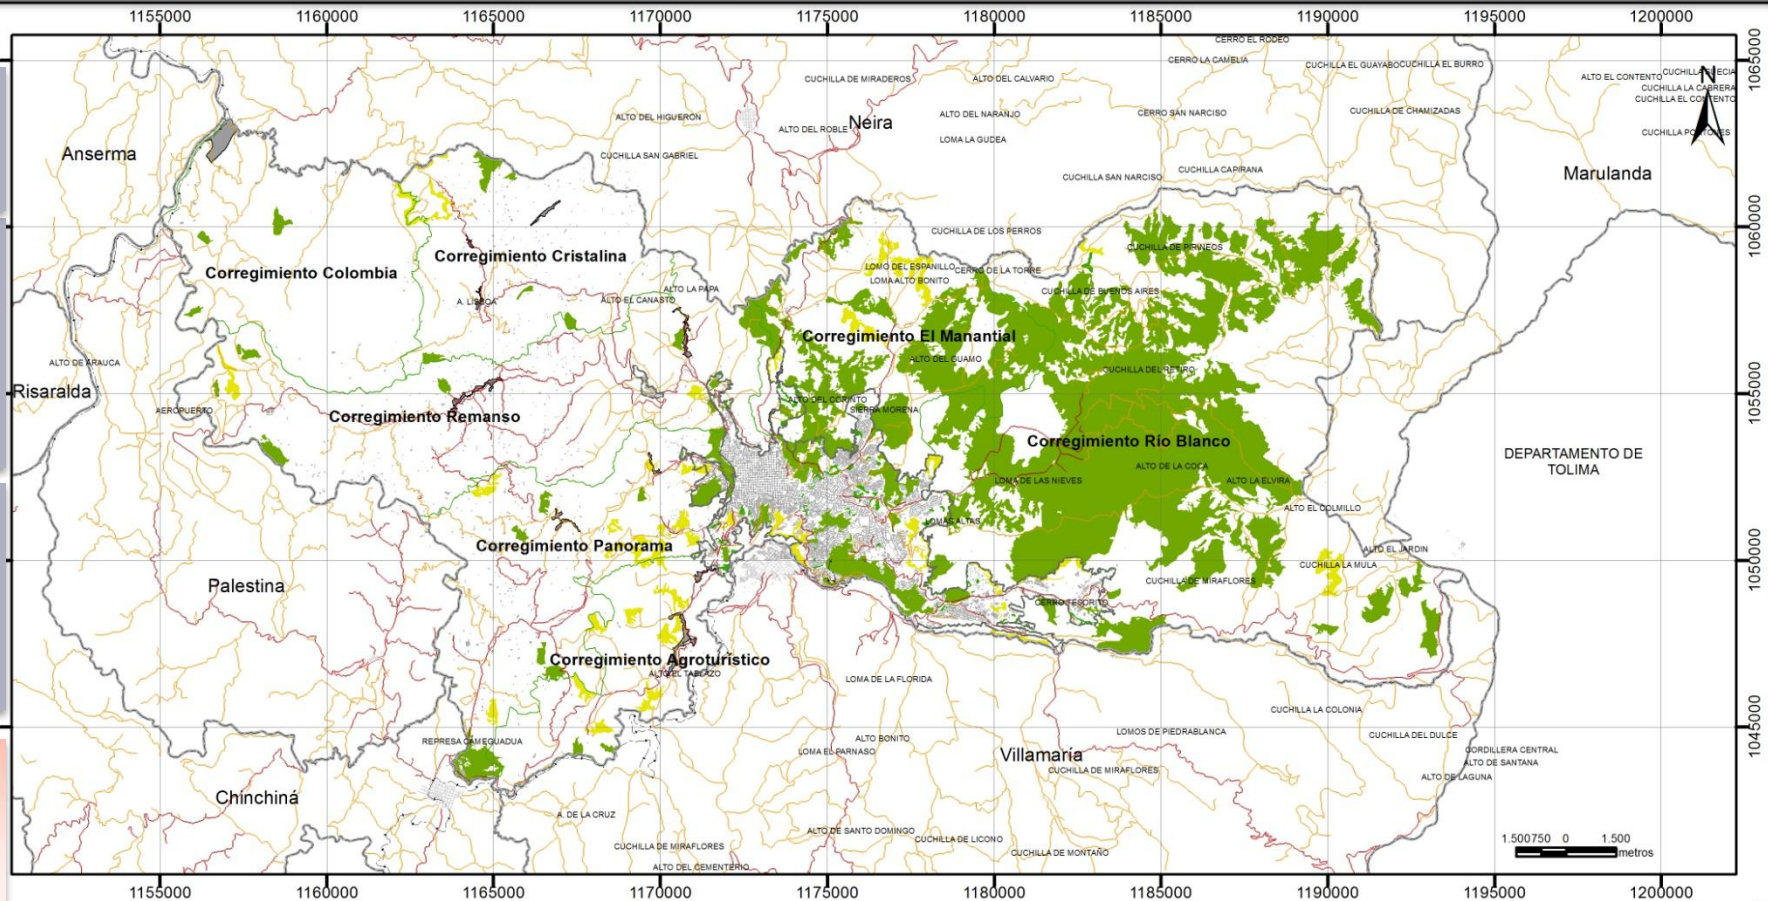 1155000 1160000 1165000 1170000 1175000 1180000 1185000 1190000 1195000 1200000
CERRO EL RODEO
1065000
CERRO LA CAMELIA
CUCHILLA EL GUAYABO
CUCHILLA EL BURRO
N
CUCHILLA DE MIRADEROS
ALTO DEL CALVARIO
ALTO EL CONTENTO
CUCHILLA LA CABRERA
CUCHILLA EL CONTENTO
ALTO DEL HIGUERON
ALTO DEL NARANJO
CERRO SAN NARCISO
CUCHILLA DE CHAMIZADAS
ALTO DEL ROBLE
Neira
LOMA LA GUDEA
Anserma
CUCHILLA SAN GABRIEL
CUCHILLA SAN NARCISO
CUCHILLA CAPIRANA
Marulanda
1060000
CUCHILLA DE LOS PERROS
CUCHILLA DE PIRINEOS
Corregimiento Cristalina
Corregimiento Colombia
LOMO DEL ESPANILLO
CERRO DE LA TORRE
LOMA ALTO BONITO
ALTO LA PAPA
CUCHILLA DE BUENOS AIRES
A. LISBOA
ALTO EL CANASTO
Corregimiento El Manantial
ALTO DEL GUAMO
ALTO DE ARAUCA
CUCHILLA DEL RETIRO
Risaralda
1055000
ALTO DEL CORINTO
AEROPUERTO
SIERRA MORENA
Corregimiento Remanso
Corregimiento Río Blanco
DEPARTAMENTO DE
TOLIMA
ALTO DE LA COCA
LOMA DE LAS NIEVES
ALTO LA ELVIRA
ALTO EL COLMILLO
LOMAS ALTAS
Corregimiento Panorama
ALTO EL JARDIN
1050000
CUCHILLA LA MULA
CUCHILLA DE MIRAFLORES
Palestina
CERRO TESORITO
Corregimiento Agroturístico
ALTO EL TABLAZO
LOMA DE LA FLORIDA
CUCHILLA LA COLONIA
1045000
LOMOS DE PIEDRABLANCA
CUCHILLA DEL DULCE
REPRESA CAMEGUADUA
ALTO BONITO
LOMA EL PARNASO
Villamaría
CORDILLERA CENTRAL
ALTO DE SANTANA
CUCHILLA DE MIRAFLORES
ALTO DE LAGUNA
Chinchiná
A. DE LA CRUZ
ALTO DE SANTO DOMINGO
CUCHILLA DE LICONO
1.500750 0 1.500
metros
CUCHILLA DE MIRAFLORES
CUCHILLA DE MONTAÑO
ALTO DEL CEMENTERIO
1155000 1160000 1165000 1170000 1175000 1180000 1185000 1190000 1195000 1200000